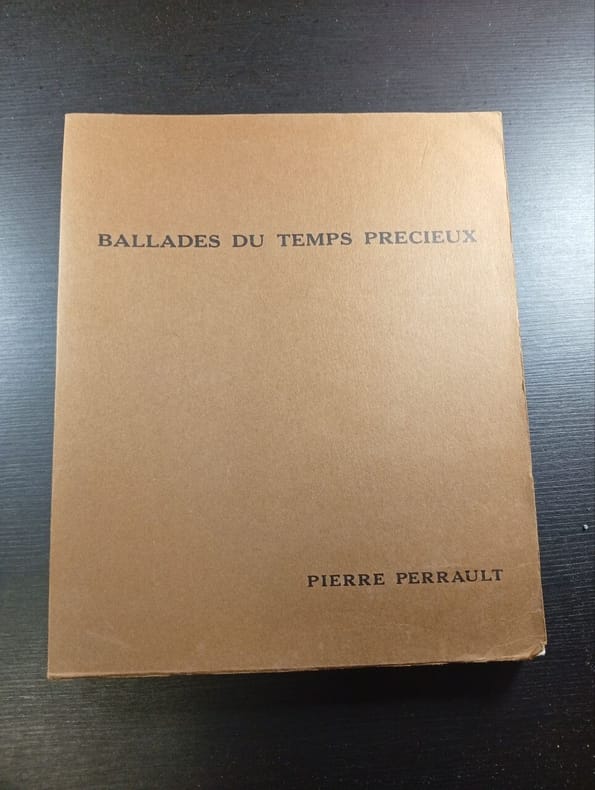 BALLADES DU TEMPS PRECIEUX
PIERRE PERRAULT